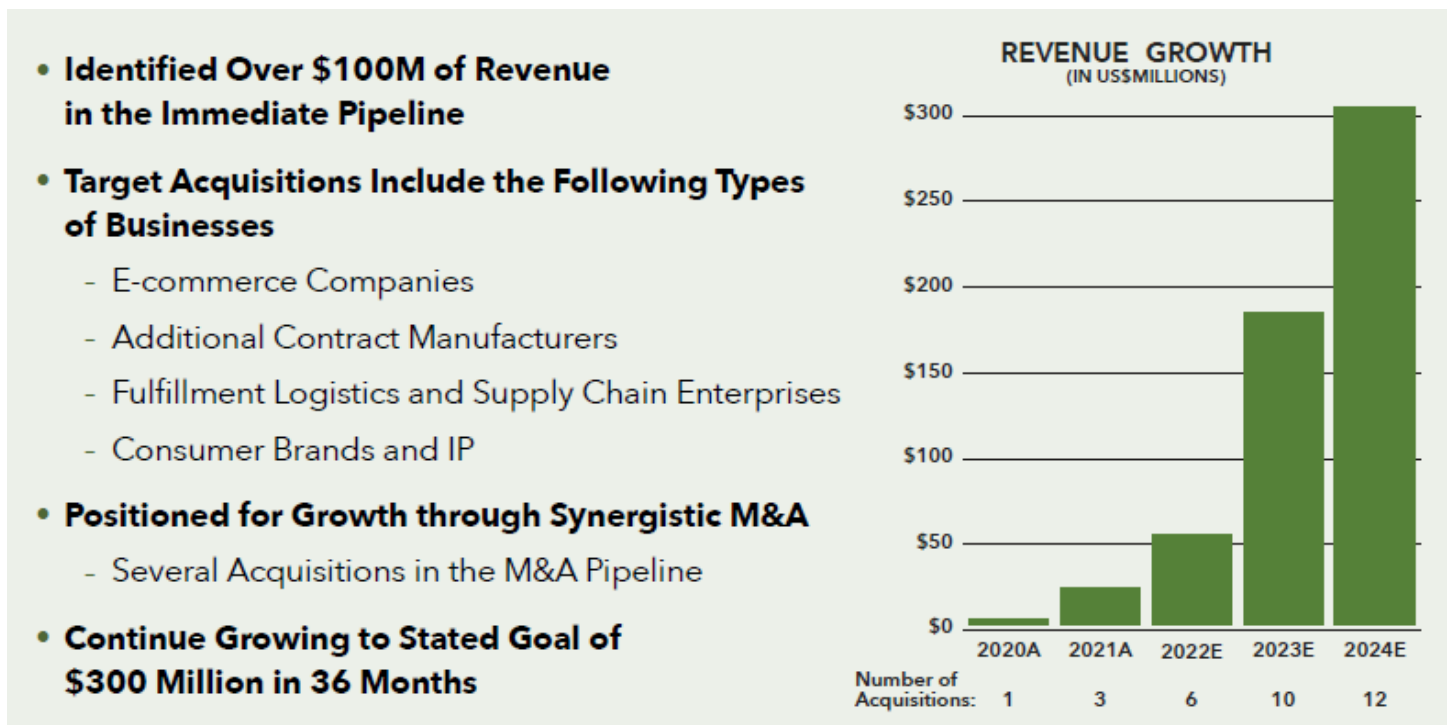 • Identified Over $100M of Revenue
in the Immediate Pipeline
• Target Acquisitions Include the Following Types
of Businesses
- E-commerce Companies
- Additional Contract Manufacturers
- Fulfillment Logistics and Supply Chain Enterprises
- Consumer Brands and IP
• Positioned for Growth through Synergistic M&A
- Several Acquisitions in the M&A Pipeline
• Continue Growing to Stated Goal of
$300 Million in 36 Months
REVENUE GROWTH
(IN US$MILLIONS)
$300
$250
$200
$150
$100
$50
$0
2020A 2021A 2022E 2023E 2024E
Number of
Acquisitions: 1 3 6 10 12